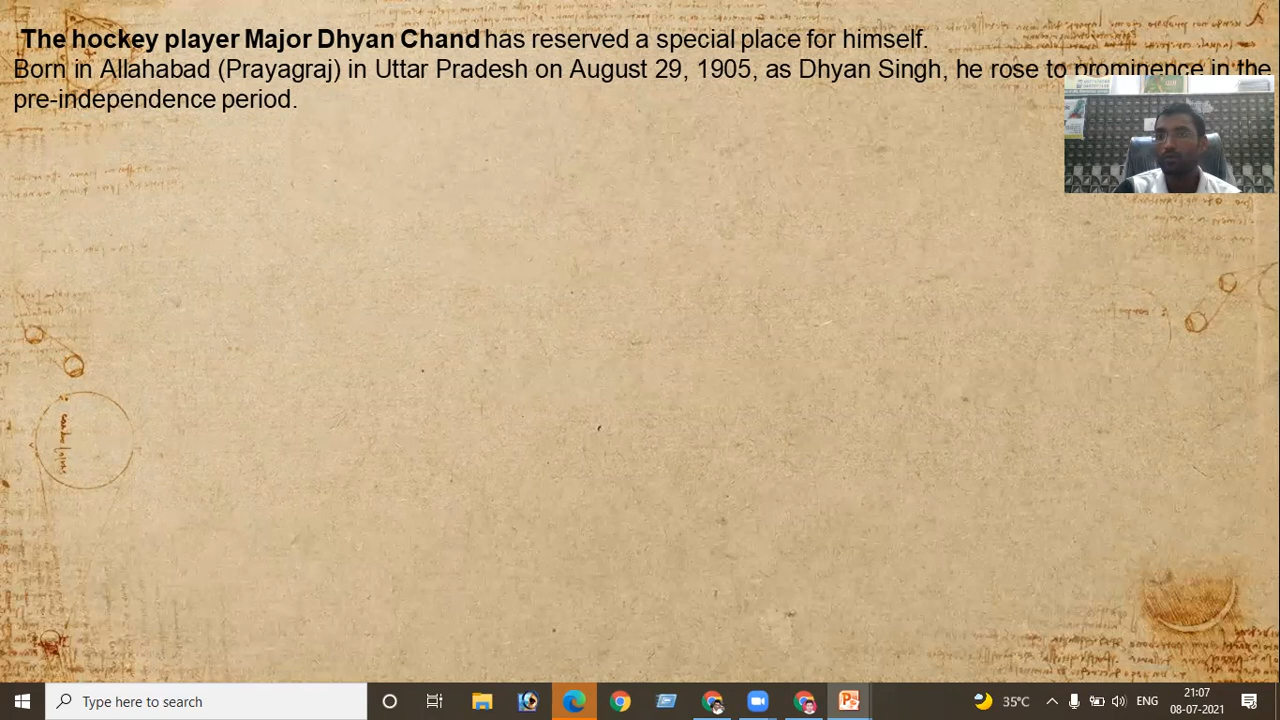 The hockey player Major Dhyan Chand has reserved a special place for himself.
Born in Allahabad (Prayagraj) in Uttar Pradesh on August 29, 1905, as Dhyan Singh, he rose to prominence in the
pre-independence period.
Type here to search
35°C
ENG
21:07
08-07-2021